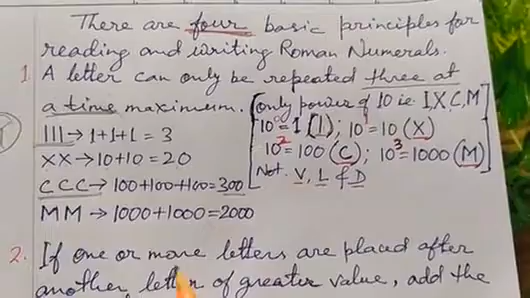 There are four basic principles for
reading and writing Roman Numerals.
1. A letter can only be repeated three at
a time maximum. [only power of 10 i.e. I, X, C, M
III → 1+1+1 = 3 10⁰=1 (I); 10¹=10 (X)
XX → 10+10 = 20 10²=100 (C); 10³=1000 (M)
CCC → 100+100+100=300 Not V, L & D]
MM → 1000+1000=2000
2. If one or more letters are placed after
another letter of greater value, add the